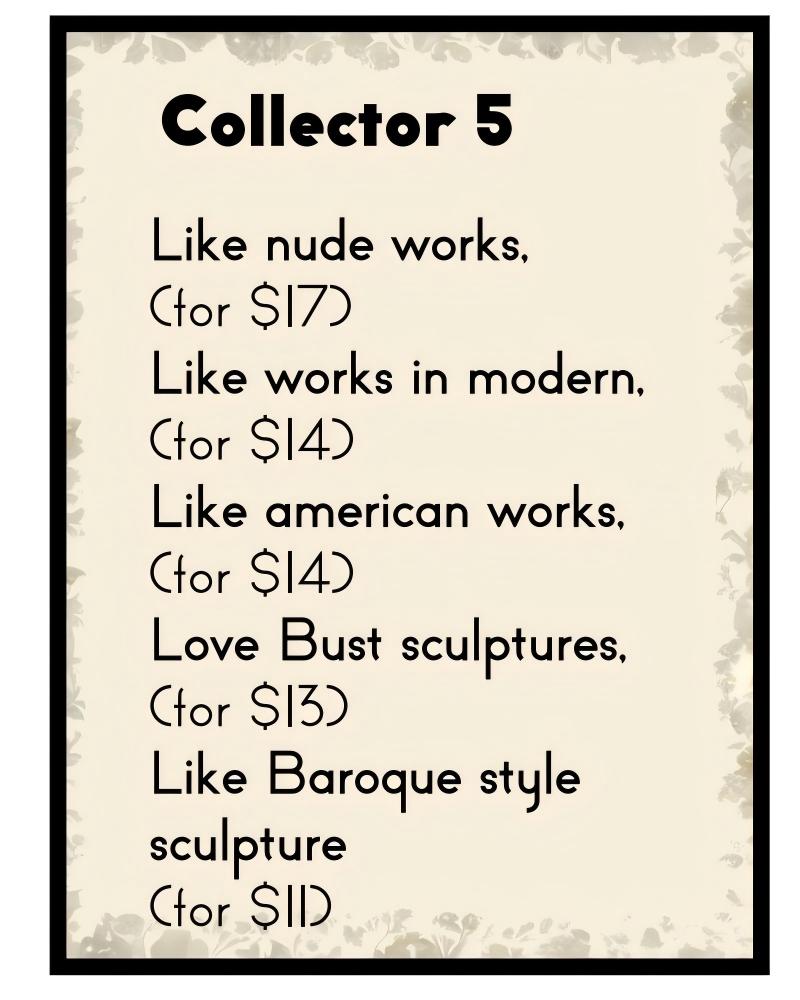 Collector 5
Like nude works,
(for $17)
Like works in modern,
(for $14)
Like american works,
(for $14)
Love Bust sculptures,
(for $13)
Like Baroque style
sculpture
(for $11)